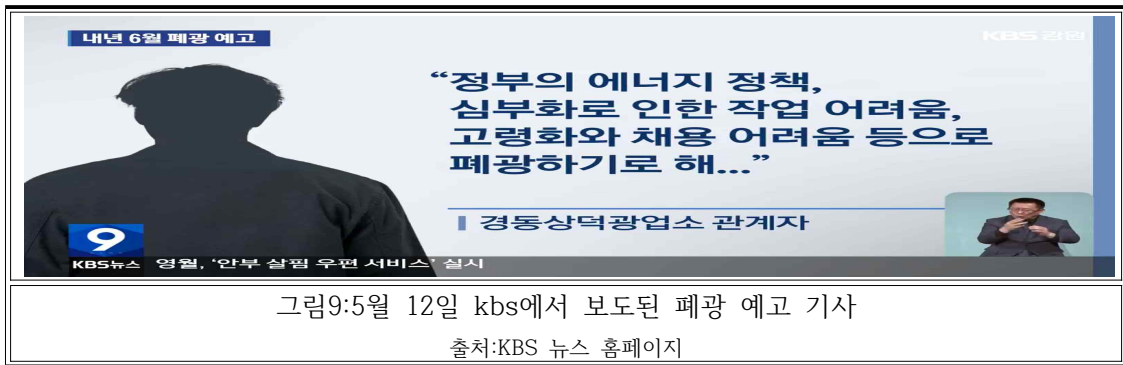 내년 6월 폐광 예고
KBS 강원
“정부의 에너지 정책,
심부화로 인한 작업 어려움,
고령화와 채용 어려움 등으로
폐광하기로 해...”
경동상덕광업소 관계자
9
KBS뉴스 영월, ‘안부 살핌 우편 서비스’ 실시
그림9:5월 12일 kbs에서 보도된 폐광 예고 기사
출처:KBS 뉴스 홈페이지